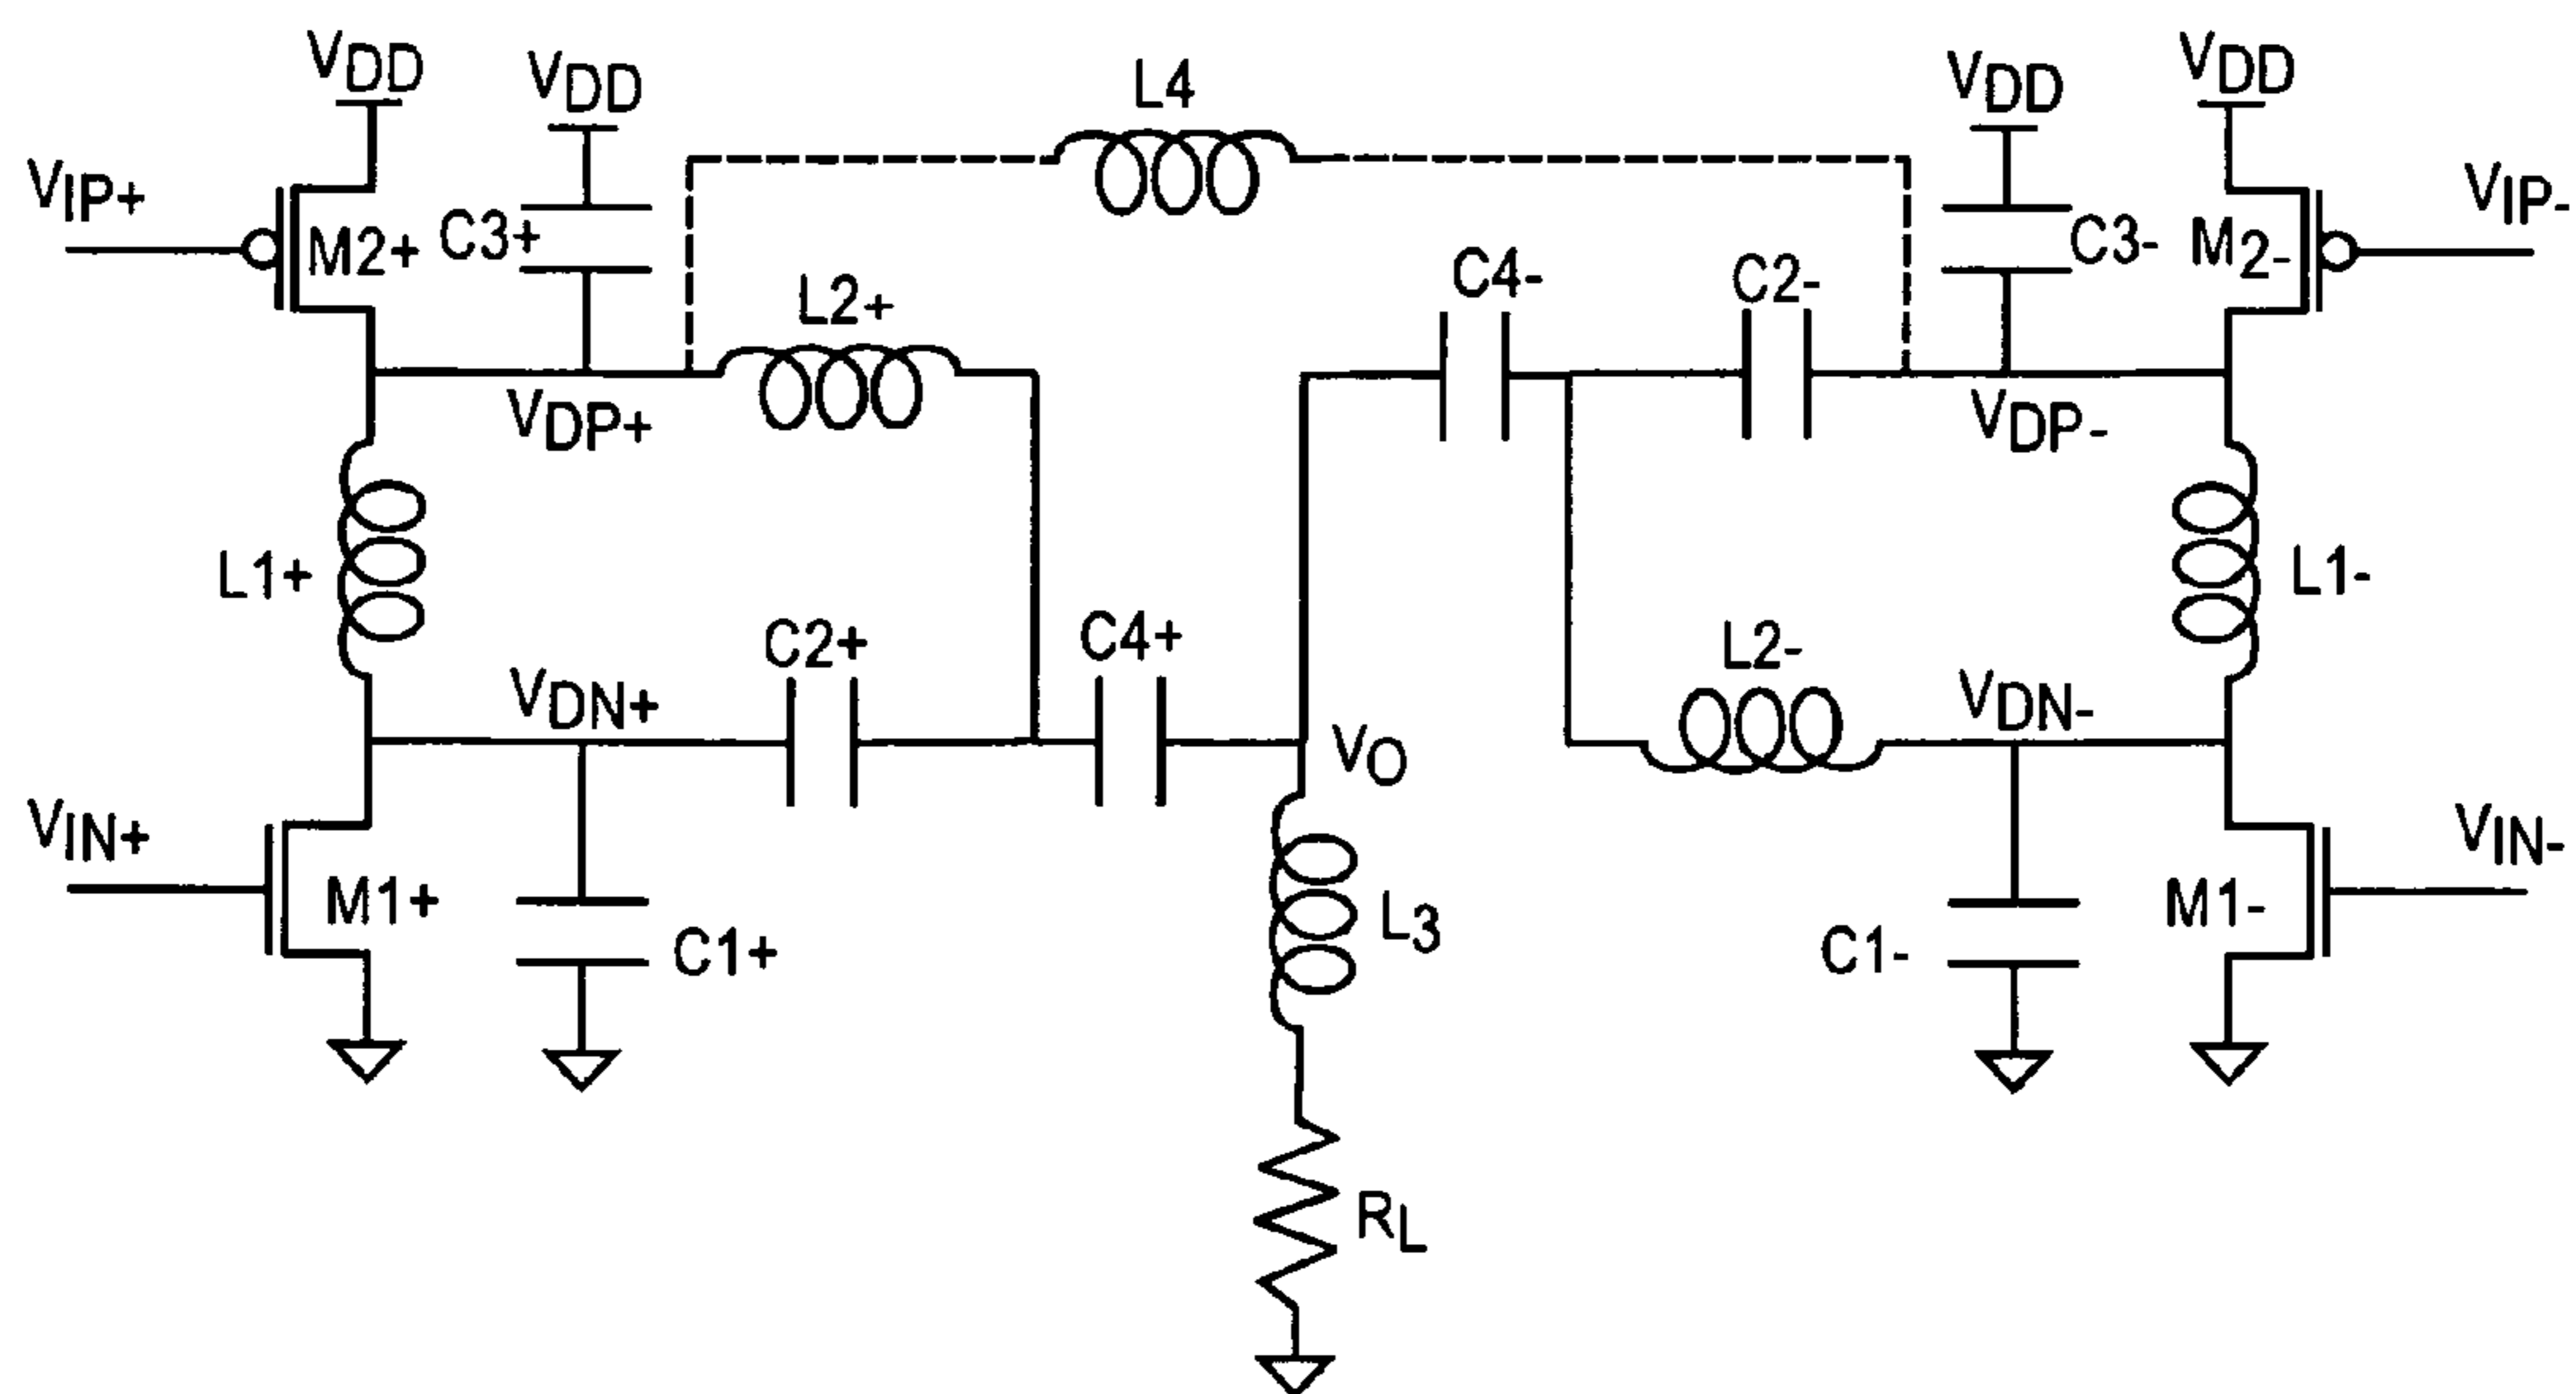 VDD
VDD
L4
VDD
VDD
VIP+
M2+
C3+
C3-
M2-
VIP-
L2+
C4-
C2-
VDP+
VDP-
L1+
L1-
C2+
C4+
L2-
VDN+
VO
VDN-
VIN+
M1+
C1+
L3
C1-
M1-
VIN-
RL